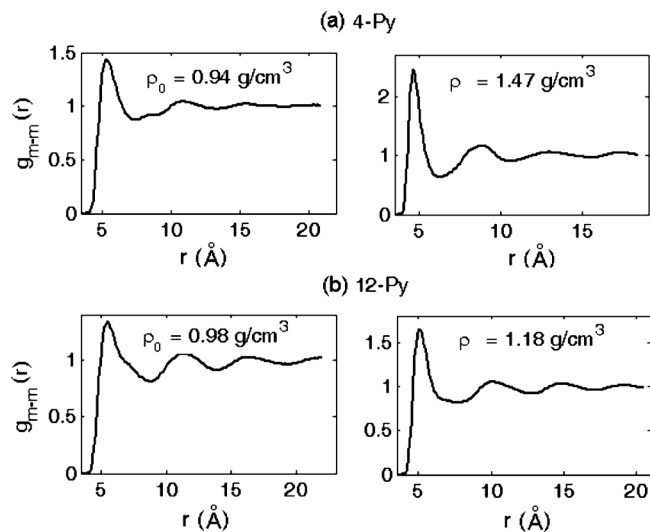 (a) 4-Py
1.5
1
0.5
0
g_m-m(r)
ρ₀ = 0.94 g/cm³
5 10 15 20
r (Å)
2
1
0
ρ = 1.47 g/cm³
5 10 15
r (Å)
(b) 12-Py
1
0.5
0
g_m-m(r)
ρ₀ = 0.98 g/cm³
5 10 15 20
r (Å)
1.5
1
0.5
0
ρ = 1.18 g/cm³
5 10 15 20
r (Å)